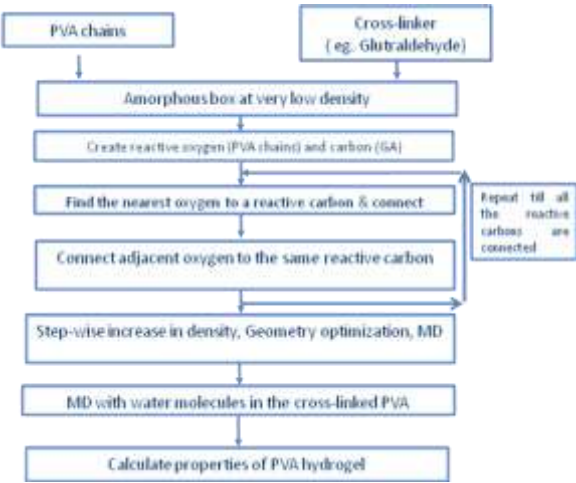 PVA chains
Cross-linker
( eg. Glutraldehyde)
Amorphous box at very low density
Create reactive oxygen (PVA chains) and carbon (GA)
Find the nearest oxygen to a reactive carbon & connect
Repeat till all
the reactive
carbons are
connected
Connect adjacent oxygen to the same reactive carbon
Step-wise increase in density, Geometry optimization, MD
MD with water molecules in the cross-linked PVA
Calculate properties of PVA hydrogel